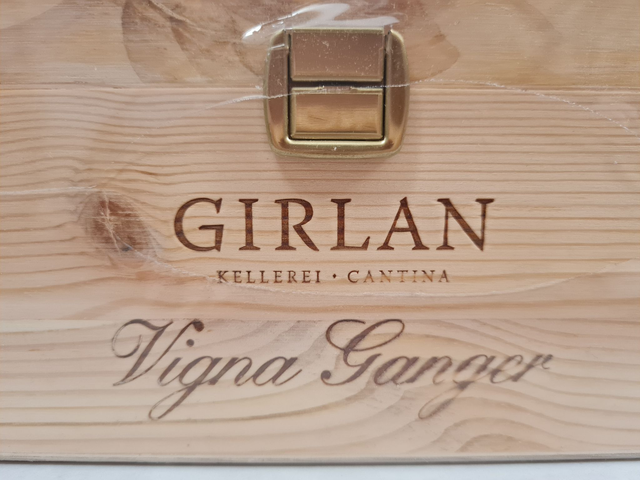 GIRLAN
KELLEREI · CANTINA
Vigna Ganger